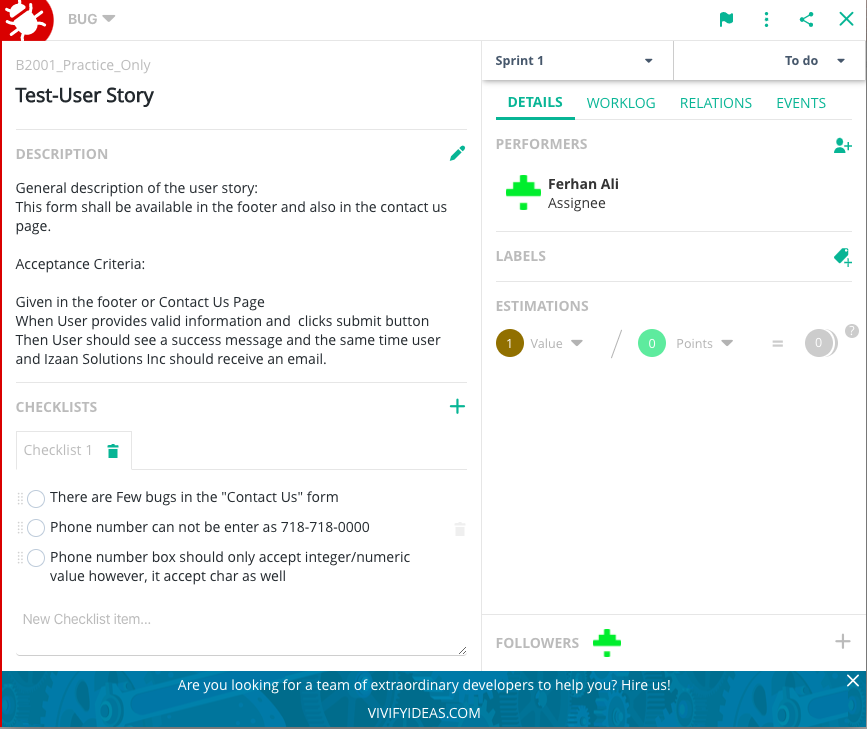 BUG
B2001_Practice_Only
Test-User Story
DESCRIPTION
General description of the user story:
This form shall be available in the footer and also in the contact us
page.
Acceptance Criteria:
Given in the footer or Contact Us Page
When User provides valid information and  clicks submit button
Then User should see a success message and the same time user
and Izaan Solutions Inc should receive an email.
CHECKLISTS
Checklist 1
There are Few bugs in the "Contact Us" form
Phone number can not be enter as 718-718-0000
Phone number box should only accept integer/numeric
value however, it accept char as well
New Checklist item...
Sprint 1
To do
DETAILS WORKLOG RELATIONS EVENTS
PERFORMERS
Ferhan Ali
Assignee
LABELS
ESTIMATIONS
1 Value / 0 Points = 0 ?
FOLLOWERS
Are you looking for a team of extraordinary developers to help you? Hire us!
VIVIFYIDEAS.COM